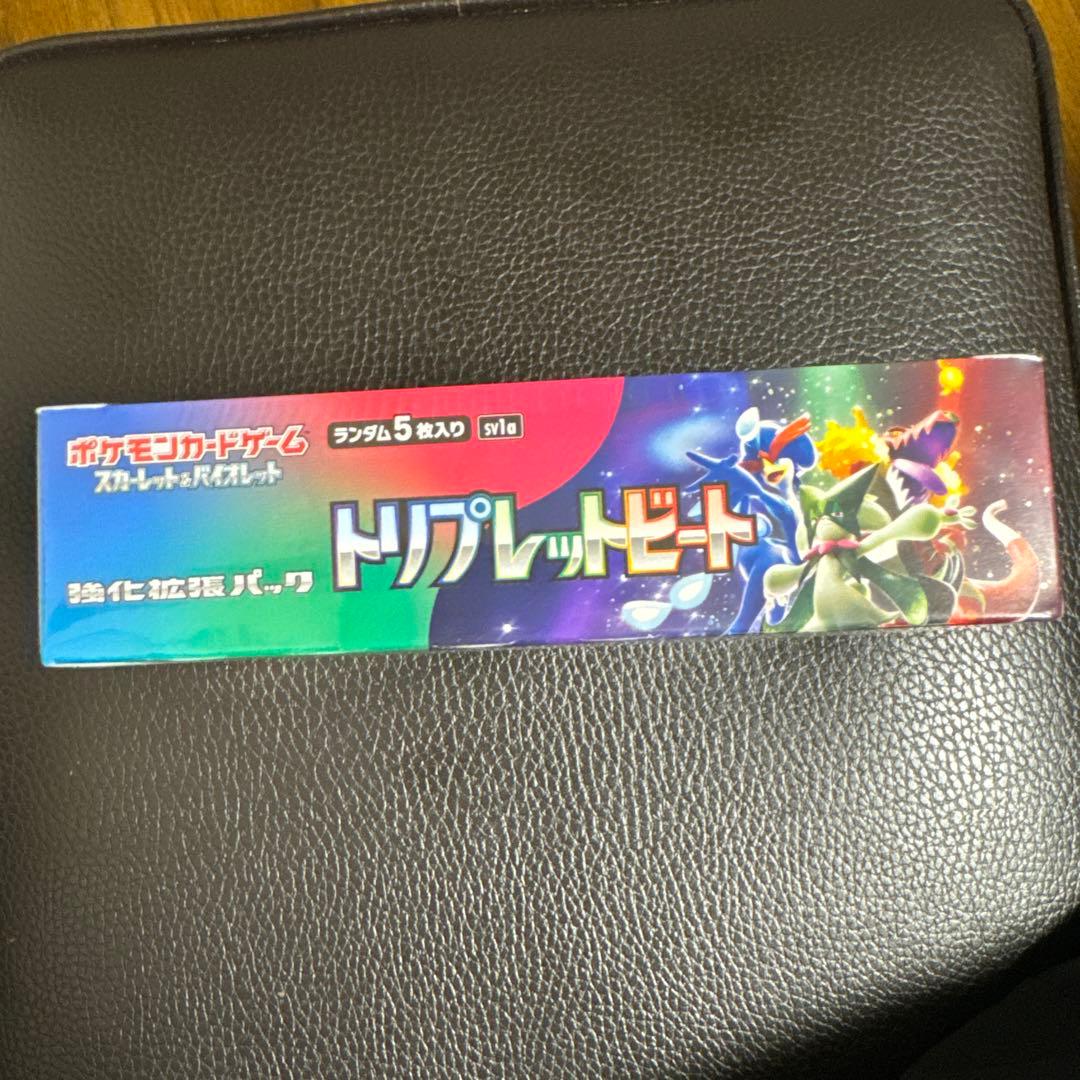 ポケモンカードゲーム
スカーレット&バイオレット
ランダム5枚入り sv1a
トリプレットビート
強化拡張パック